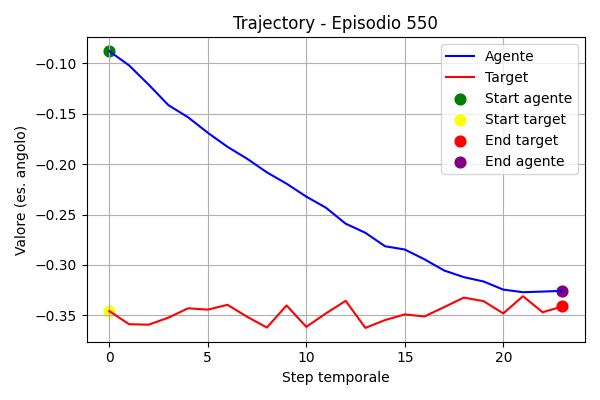 Trajectory - Episodio 550
Agente
Target
Start agente
Start target
End target
End agente
Valore (es. angolo)
−0.10
−0.15
−0.20
−0.25
−0.30
−0.35
0
5
10
15
20
Step temporale